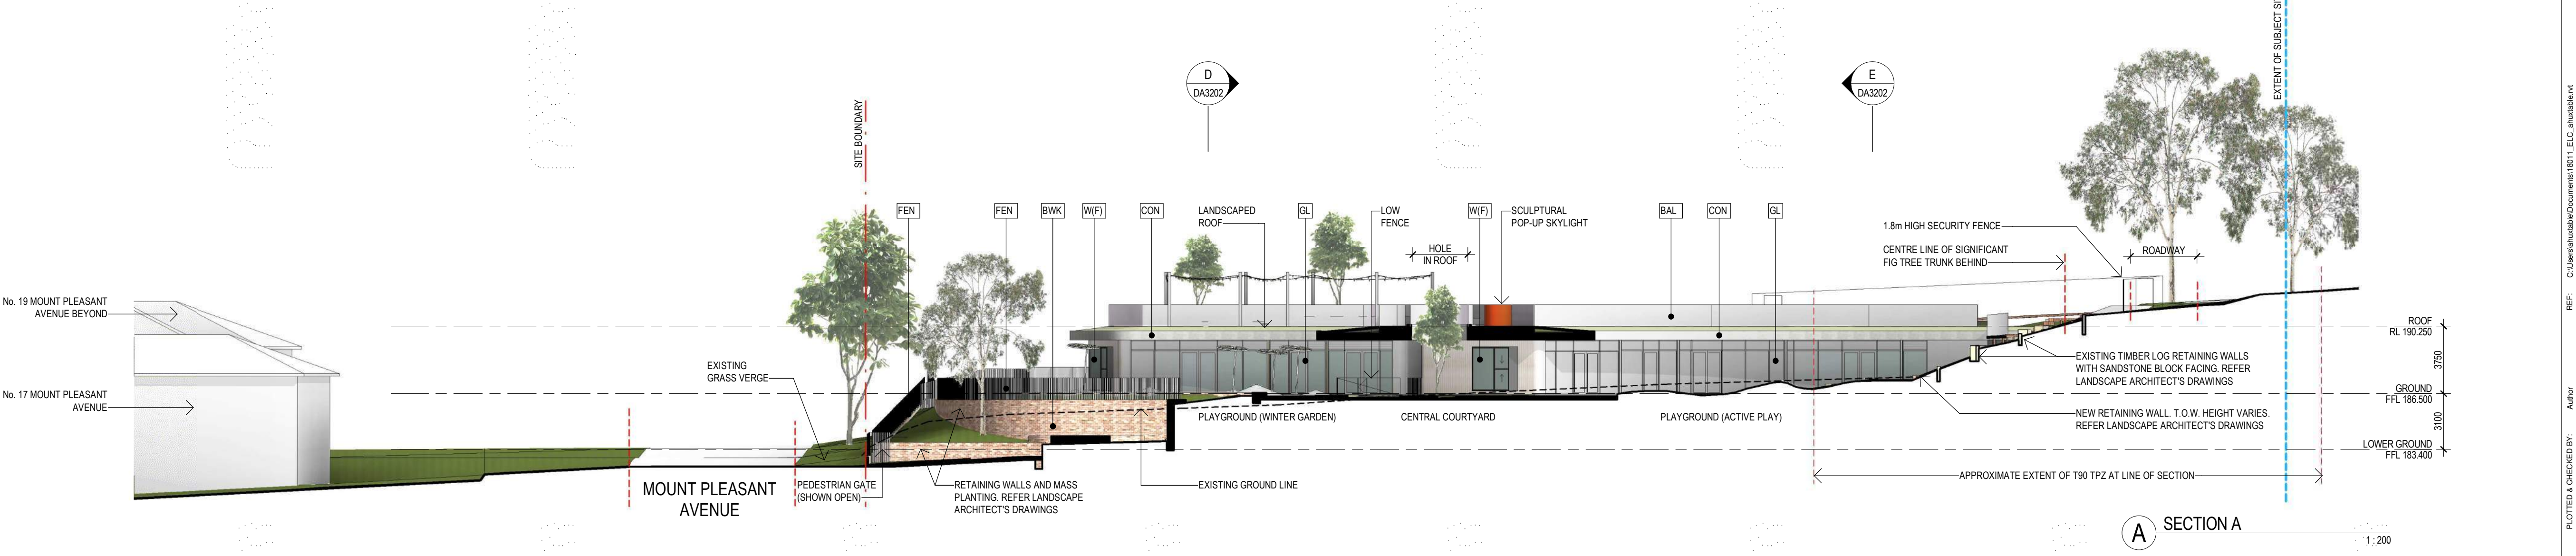 D
DA3202
E
DA3202
EXTENT OF SUBJECT SI
SITE BOUNDARY
FEN
FEN
BWK
W(F)
CON
LANDSCAPED
ROOF
GL
LOW
FENCE
HOLE
IN ROOF
W(F)
SCULPTURAL
POP-UP SKYLIGHT
BAL
CON
GL
1.8m HIGH SECURITY FENCE
CENTRE LINE OF SIGNIFICANT
FIG TREE TRUNK BEHIND
ROADWAY
No. 19 MOUNT PLEASANT
AVENUE BEYOND
No. 17 MOUNT PLEASANT
AVENUE
EXISTING
GRASS VERGE
ROOF
RL 190.250
3750
GROUND
FFL 186.500
3100
LOWER GROUND
FFL 183.400
EXISTING TIMBER LOG RETAINING WALLS
WITH SANDSTONE BLOCK FACING. REFER
LANDSCAPE ARCHITECT'S DRAWINGS
NEW RETAINING WALL. T.O.W. HEIGHT VARIES.
REFER LANDSCAPE ARCHITECT'S DRAWINGS
PLAYGROUND (WINTER GARDEN)
CENTRAL COURTYARD
PLAYGROUND (ACTIVE PLAY)
APPROXIMATE EXTENT OF T90 TPZ AT LINE OF SECTION
MOUNT PLEASANT
AVENUE
PEDESTRIAN GATE
(SHOWN OPEN)
RETAINING WALLS AND MASS
PLANTING. REFER LANDSCAPE
ARCHITECT'S DRAWINGS
EXISTING GROUND LINE
A
SECTION A
1 : 200
PLOTTED & CHECKED BY: Author
REF: C:\Users\ahuxtable\Documents\18011_ELC_ahuxtable.rvt